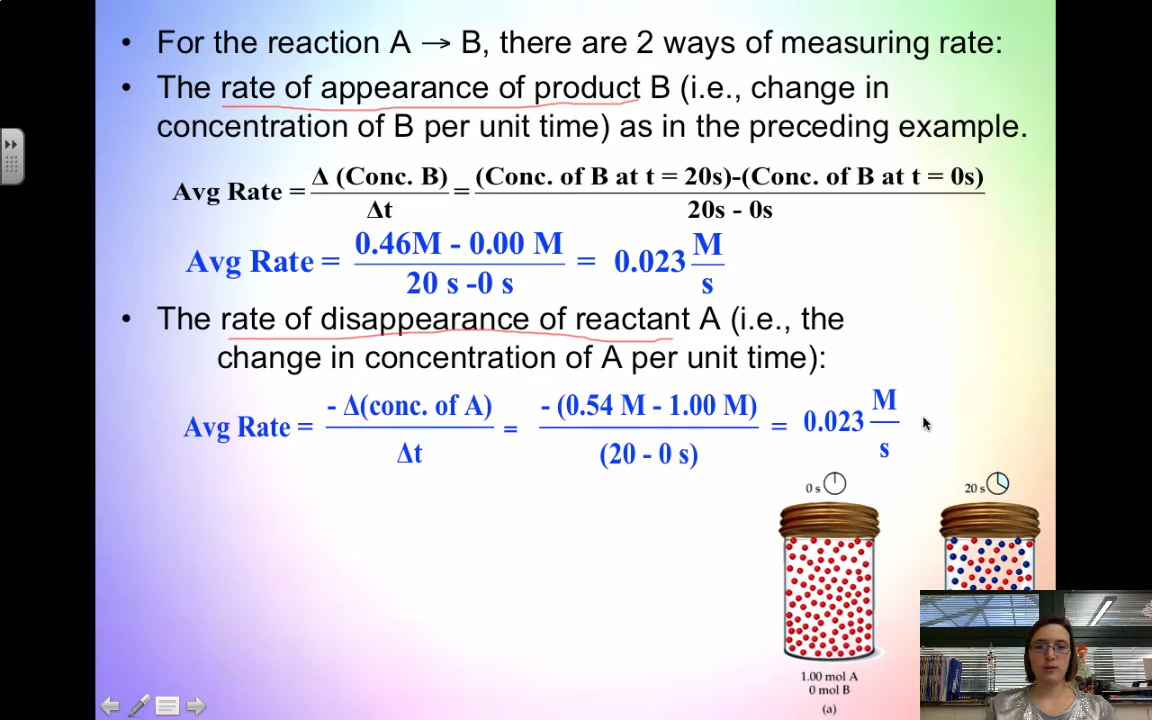 • For the reaction A → B, there are 2 ways of measuring rate:
• The rate of appearance of product B (i.e., change in
concentration of B per unit time) as in the preceding example.
Avg Rate = Δ (Conc. B) / Δt = (Conc. of B at t = 20s)-(Conc. of B at t = 0s) / 20s - 0s
Avg Rate = 0.46M - 0.00 M / 20 s -0 s = 0.023 M / s
• The rate of disappearance of reactant A (i.e., the
change in concentration of A per unit time):
Avg Rate = - Δ(conc. of A) / Δt = - (0.54 M - 1.00 M) / (20 - 0 s) = 0.023 M / s
0 s
20 s
1.00 mol A
0 mol B
(a)